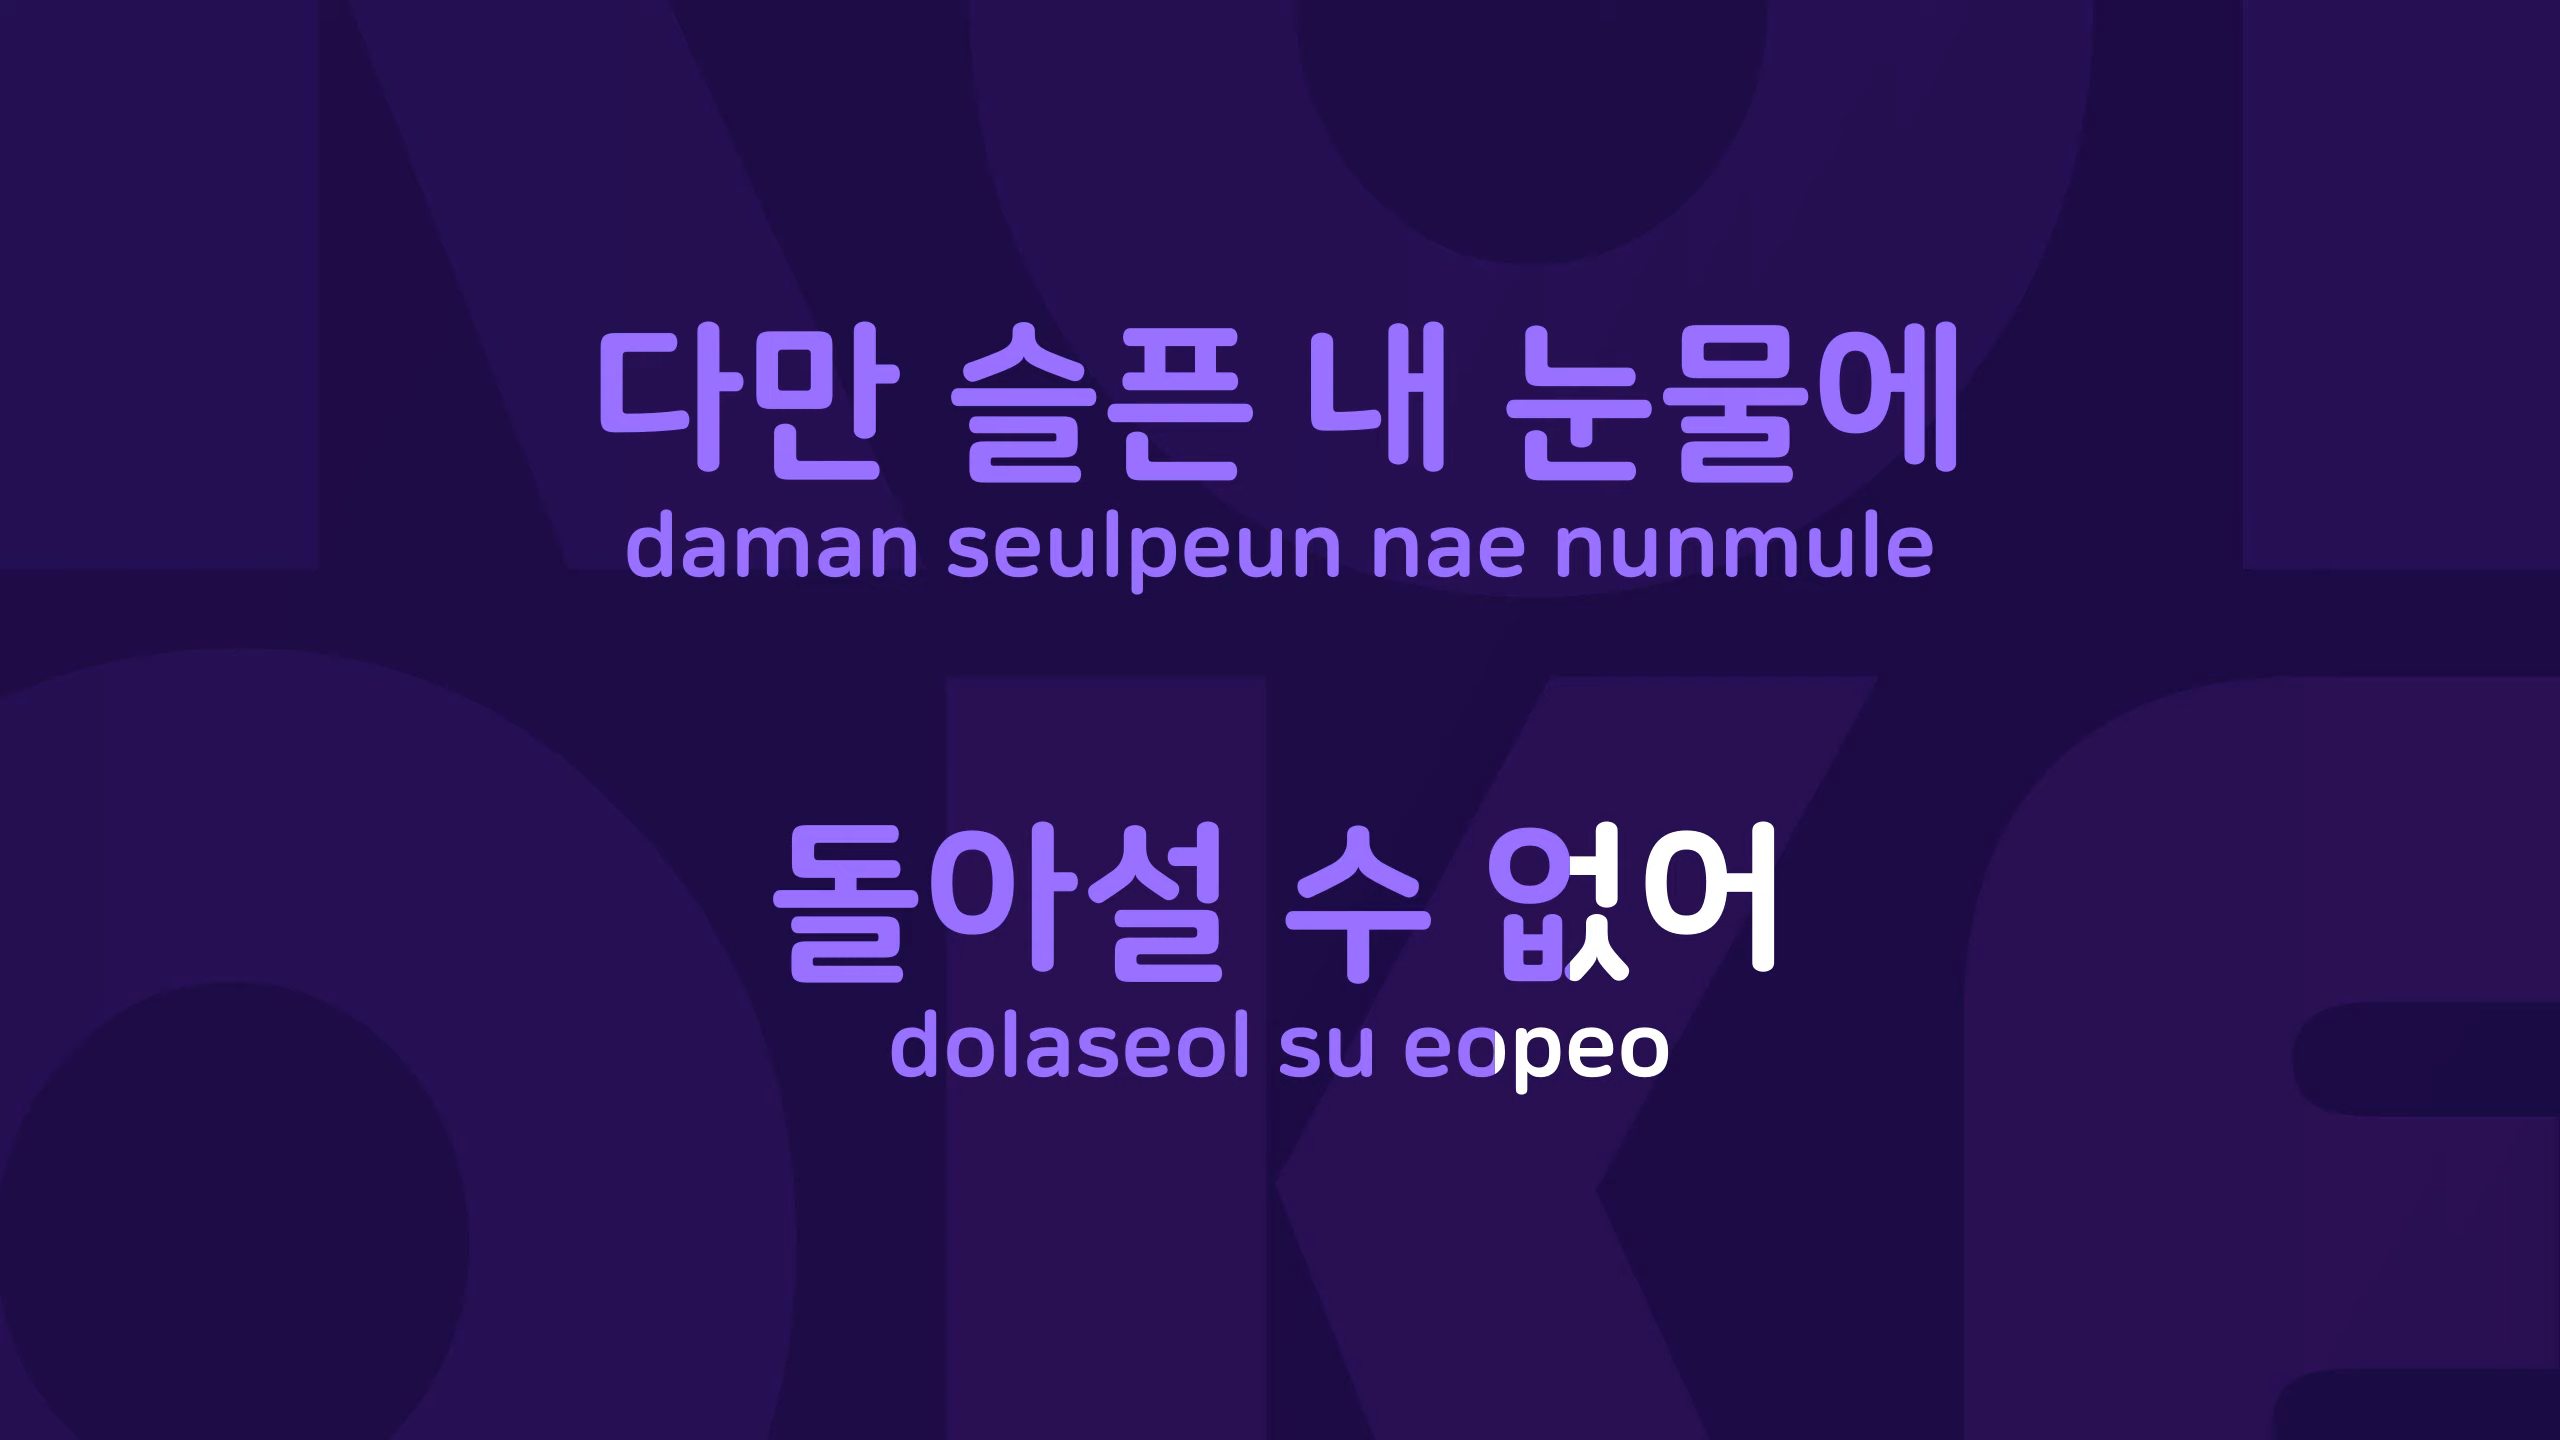 다만 슬픈 내 눈물에
daman seulpeun nae nunmule
돌아설 수 없어
dolaseol su eopeo